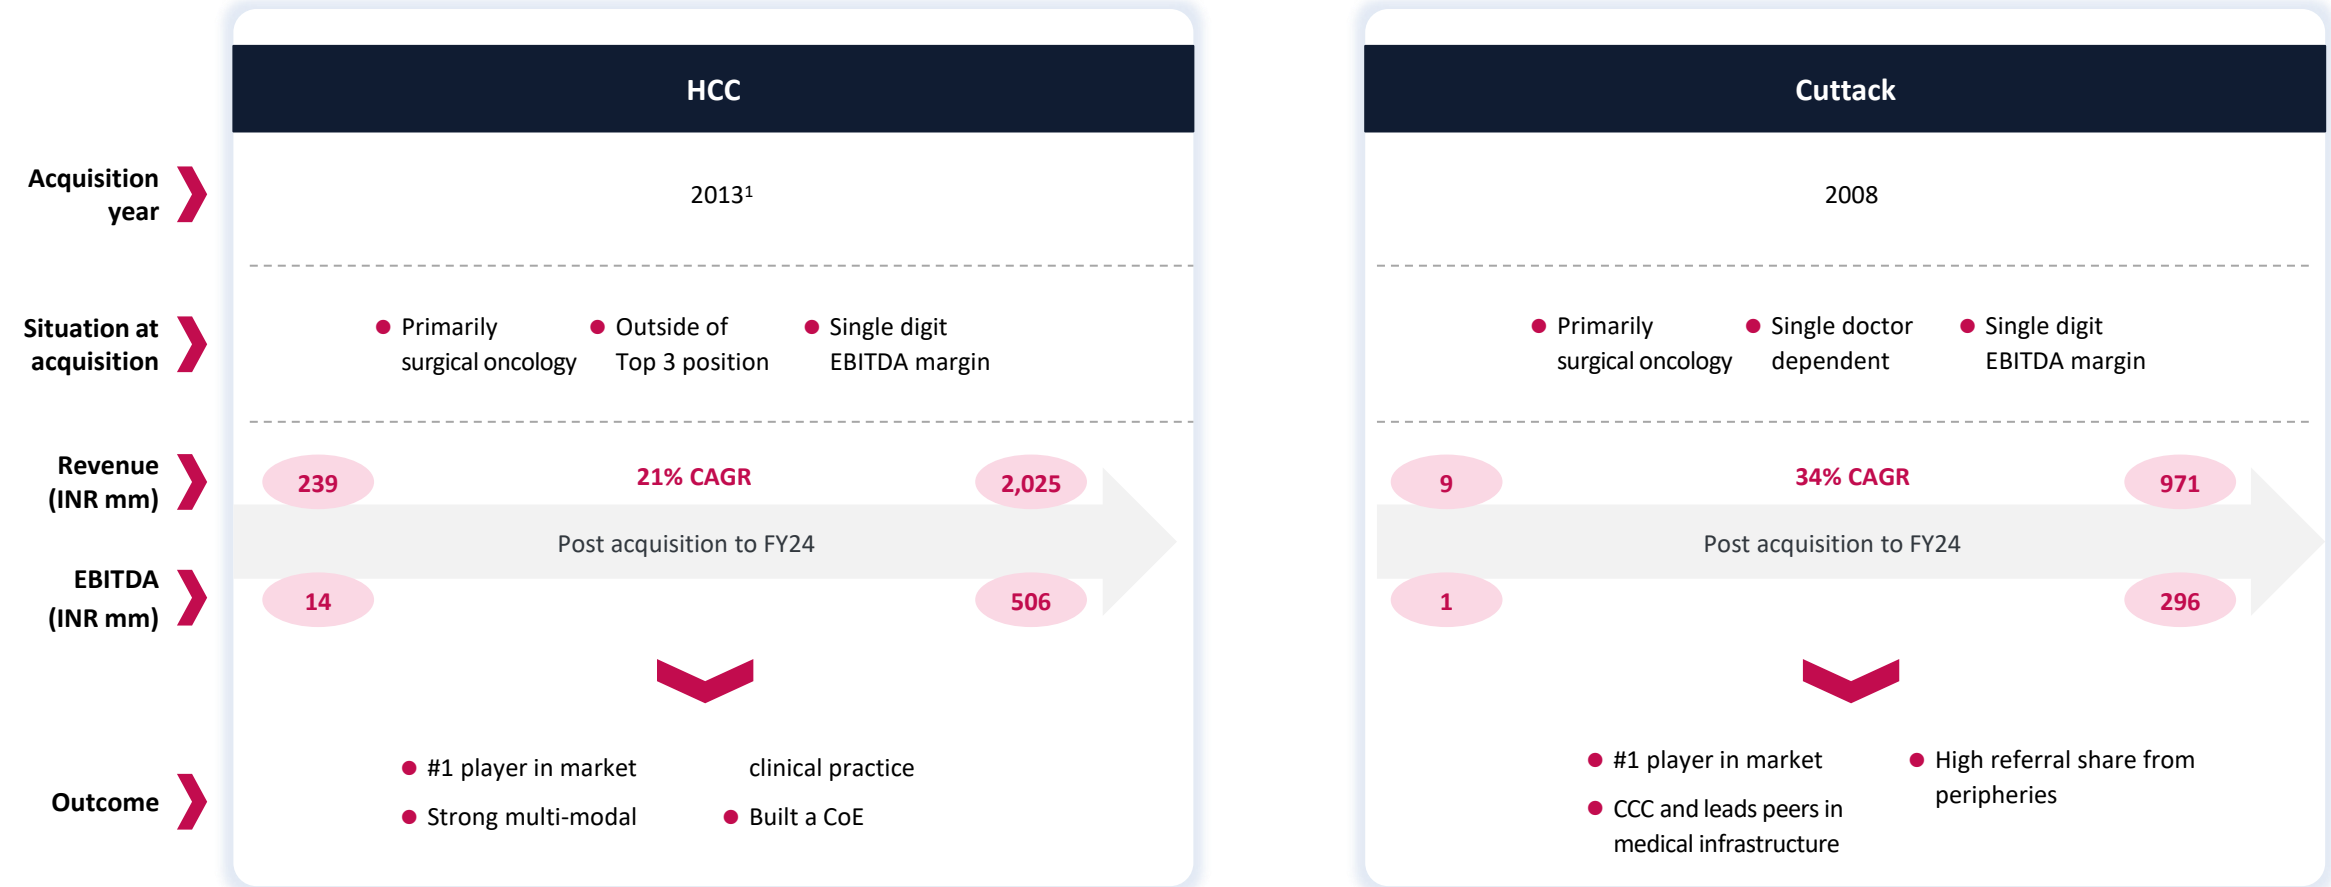 HCC
Cuttack
Acquisition
year
2013¹
2008
Situation at
acquisition
Primarily
surgical oncology
Outside of
Top 3 position
Single digit
EBITDA margin
Primarily
surgical oncology
Single doctor
dependent
Single digit
EBITDA margin
Revenue
(INR mm)
239
21% CAGR
2,025
9
34% CAGR
971
Post acquisition to FY24
Post acquisition to FY24
EBITDA
(INR mm)
14
506
1
296
Outcome
#1 player in market
Strong multi-modal
clinical practice
Built a CoE
#1 player in market
CCC and leads peers in
medical infrastructure
High referral share from
peripheries